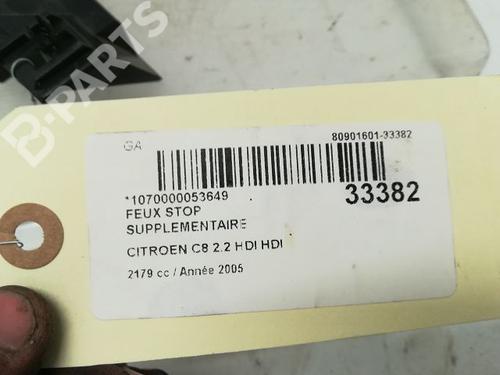 B-PARTS
GA
80901601-33382
*1070000053649
33382
FEUX STOP
SUPPLEMENTAIRE
CITROEN C8 2.2 HDI HDI
2179 cc / Année 2005